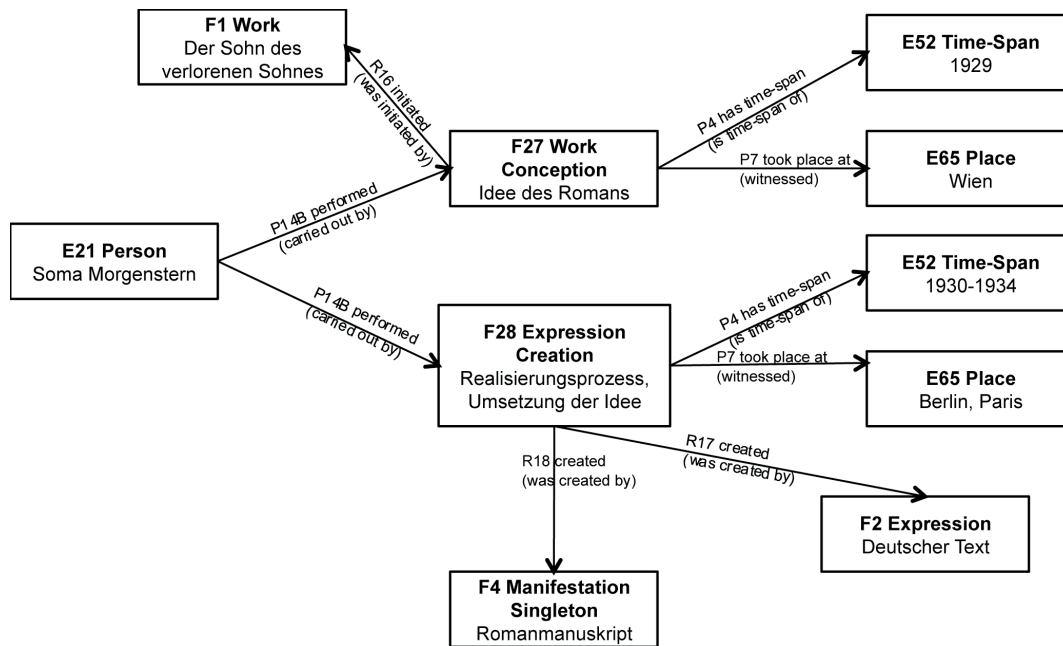 F1 Work
Der Sohn des
verlorenen Sohnes
R16 initiated
(was initiated by)
E52 Time-Span
1929
P4 has time-span
(is time-span of)
F27 Work
Conception
Idee des Romans
P7 took place at
(witnessed)
E65 Place
Wien
P14B performed
(carried out by)
E21 Person
Soma Morgenstern
E52 Time-Span
1930-1934
P14B performed
(carried out by)
P4 has time-span
(is time-span of)
F28 Expression
Creation
Realisierungsprozess,
Umsetzung der Idee
P7 took place at
(witnessed)
E65 Place
Berlin, Paris
R18 created
(was created by)
R17 created
(was created by)
F2 Expression
Deutscher Text
F4 Manifestation
Singleton
Romanmanuskript